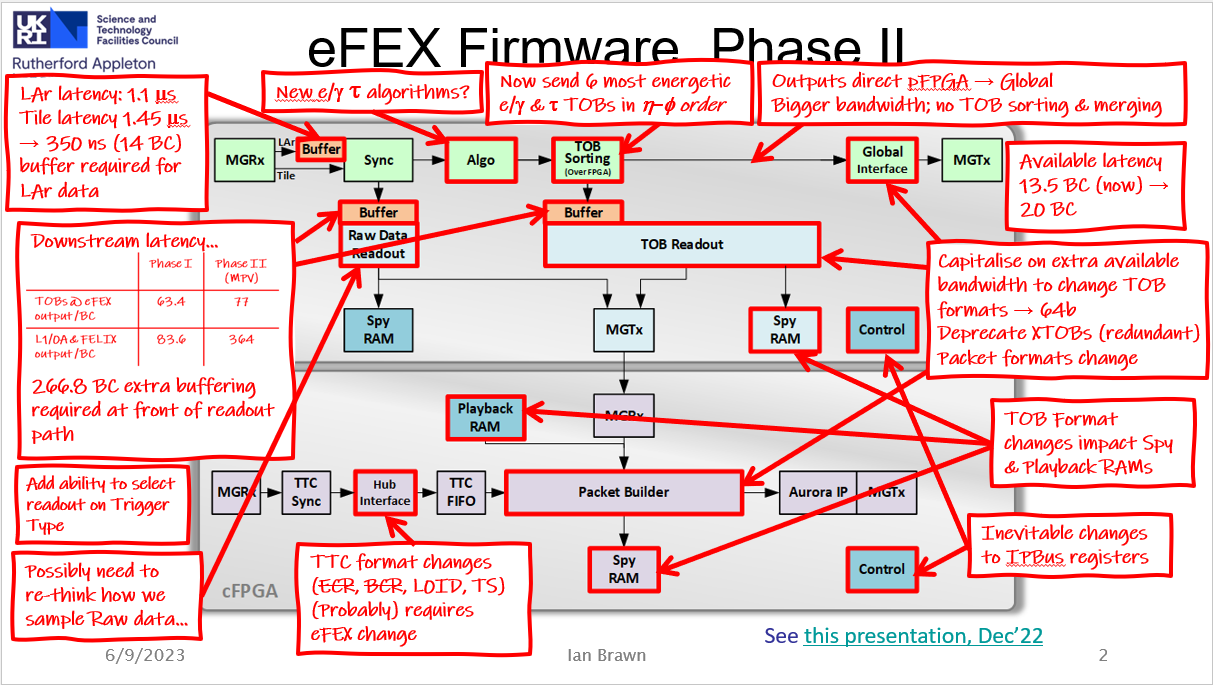 UK
RI
Science and
Technology
Facilities Council
Rutherford Appleton
eFEX Firmware, Phase II
LAr latency: 1.1 μs
Tile latency 1.45 μs
→ 350 ns (14 BC)
buffer required for
LAr data
New e/γ τ algorithms?
Now send 6 most energetic
e/γ & τ TOBs in η-ϕ order
Outputs direct pFPGA → Global
Bigger bandwidth; no TOB sorting & merging
MGRx
LAr
Tile
Buffer
Sync
Algo
TOB
Sorting
(Over FPGA)
Global
Interface
MGTx
Available latency
13.5 BC (now) →
20 BC
Buffer
Raw Data
Readout
Buffer
TOB Readout
Downstream latency...
Phase I
Phase II
(MPV)
TOBs@eFEX
output/BC
63.4
77
L1/0A & FELIX
output/BC
83.6
364
266.8 BC extra buffering
required at front of readout
path
Capitalise on extra available
bandwidth to change TOB
formats → 64b
Deprecate XTOBs (redundant)
Packet formats change
Spy
RAM
MGTx
Spy
RAM
Control
Playback
RAM
MGRx
TOB Format
changes impact Spy
& Playback RAMs
Add ability to select
readout on Trigger
Type
MGRx
TTC
Sync
Hub
Interface
TTC
FIFO
Packet Builder
Aurora IP
MGTx
Inevitable changes
to IPBus registers
Possibly need to
re-think how we
sample Raw data...
TTC format changes
(ECR, BCR, L0ID, TS)
(Probably) requires
eFEX change
Spy
RAM
Control
cFPGA
See this presentation, Dec’22
6/9/2023
Ian Brawn
2